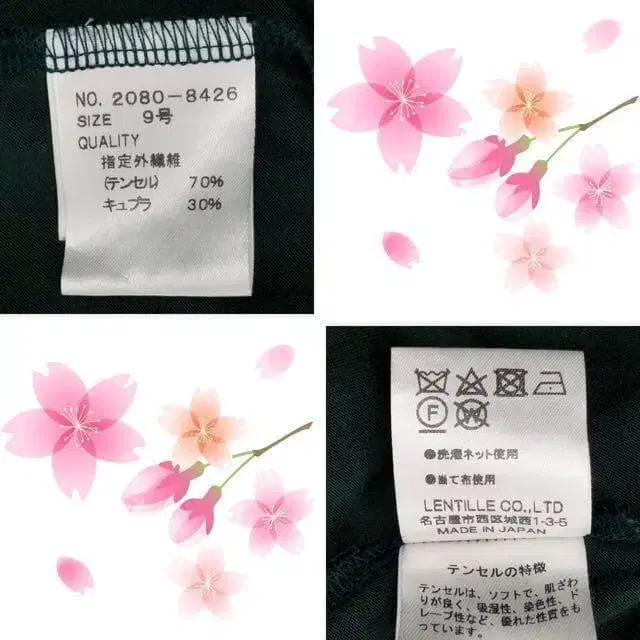 NO. 2080-8426
SIZE 9号
QUALITY
指定外繊維
(テンセル) 70%
キュプラ 30%
F W
●洗濯ネット使用
●当て布使用
LENTILLE CO.,LTD
名古屋市西区城西1-3-5
MADE IN JAPAN
テンセルの特徴
テンセルは、ソフトで、肌ざわ
りが良く、吸湿性、染色性、ド
レープ性など、優れた性質をも
っています。